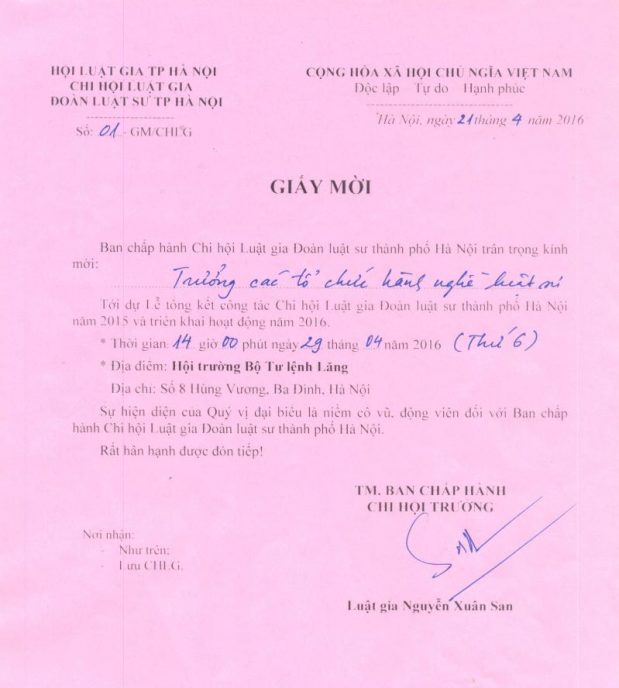 HỘI LUẬT GIA TP HÀ NỘI
CHI HỘI LUẬT GIA
ĐOÀN LUẬT SƯ TP HÀ NỘI
Số: 01 - GM/CHLG
CỘNG HÒA XÃ HỘI CHỦ NGĨA VIỆT NAM
Độc lập Tự do Hạnh phúc
Hà Nội, ngày 21 tháng 4 năm 2016
GIẤY MỜI
Ban chấp hành Chi hội Luật gia Đoàn luật sư thành phố Hà Nội trân trọng kính
mời:
Trưởng các tổ chức hành nghề luật sư
Tới dự Lễ tổng kết công tác Chi hội Luật gia Đoàn luật sư thành phố Hà Nội
năm 2015 và triển khai hoạt động năm 2016.
* Thời gian: 14 giờ 00 phút ngày 29 tháng 04 năm 2016 (Thứ 6)
* Địa điểm: Hội trường Bộ Tư lệnh Lăng
Địa chỉ: Số 8 Hùng Vương, Ba Đình, Hà Nội
Sự hiện diện của Quý vị đại biểu là niềm cổ vũ, động viên đối với Ban chấp
hành Chi hội Luật gia Đoàn luật sư thành phố Hà Nội.
Rất hân hạnh được đón tiếp!
TM. BAN CHẤP HÀNH
CHI HỘI TRƯỞNG
Nơi nhận:
- Như trên;
- Lưu CHLG.
Luật gia Nguyễn Xuân San